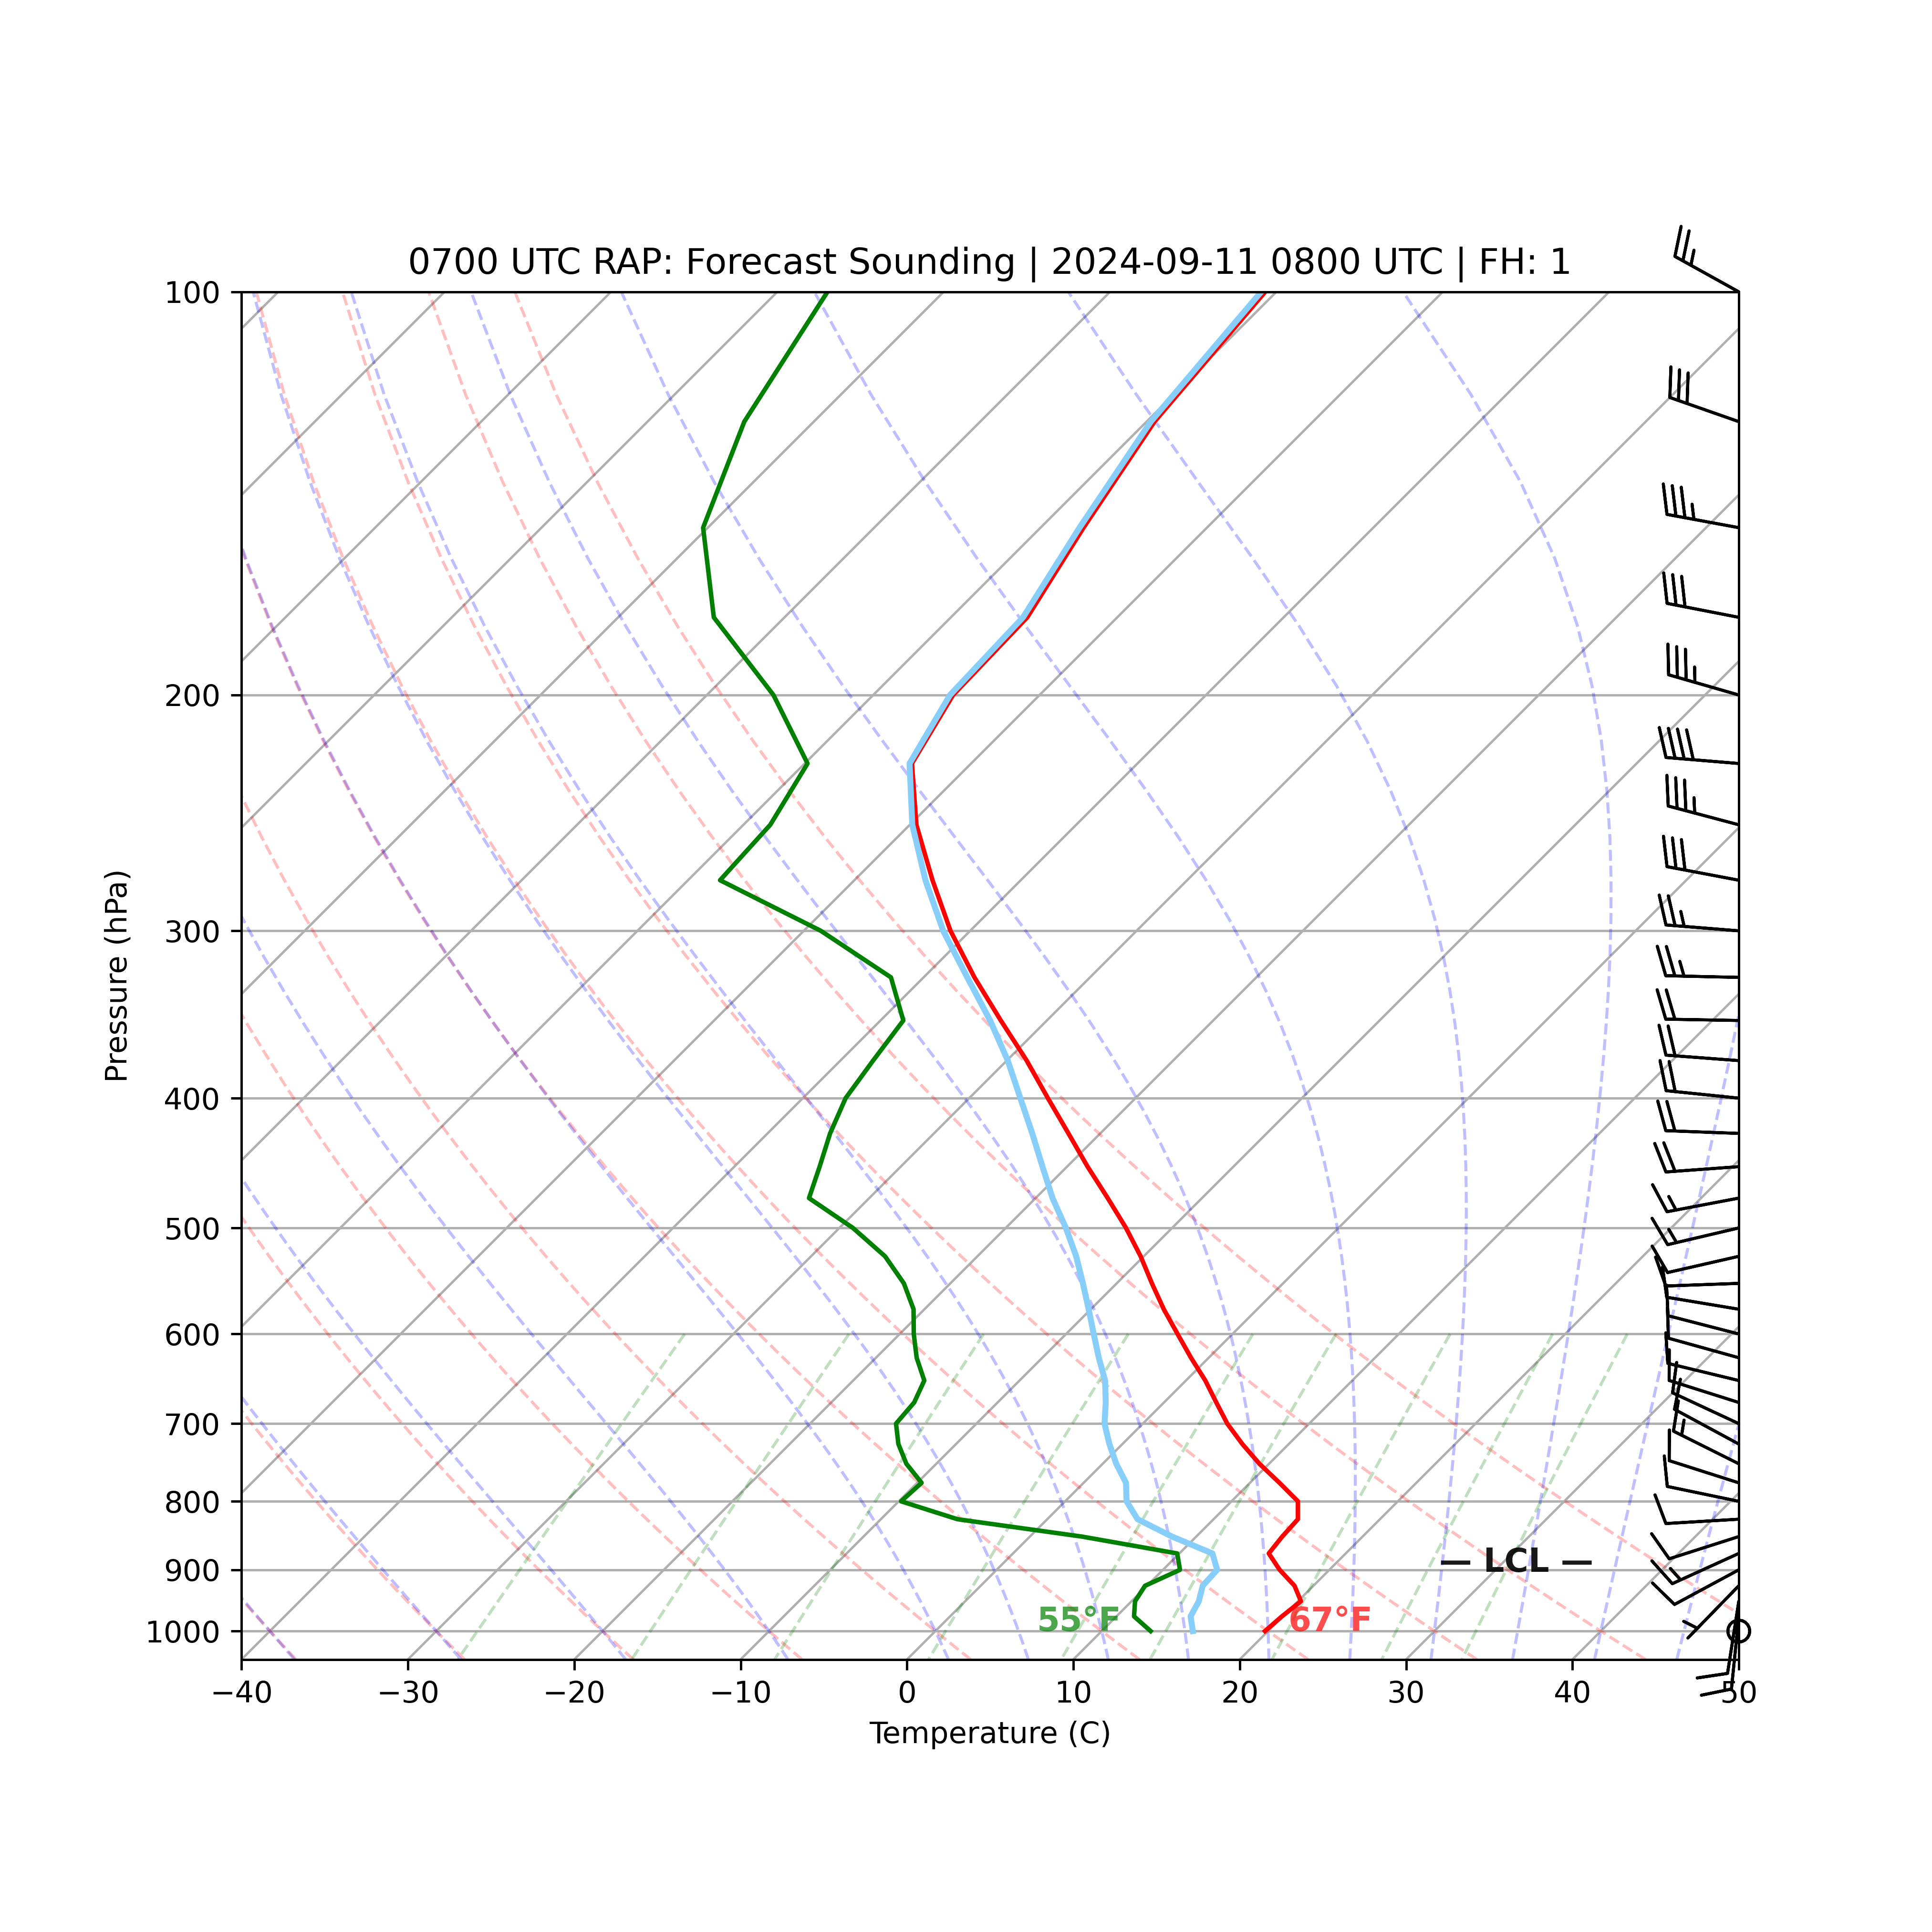 0700 UTC RAP: Forecast Sounding | 2024-09-11 0800 UTC | FH: 1
100
200
300
400
500
600
700
800
900
1000
Pressure (hPa)
— LCL —
55°F
67°F
−40 −30 −20 −10 0 10 20 30 40 50
Temperature (C)